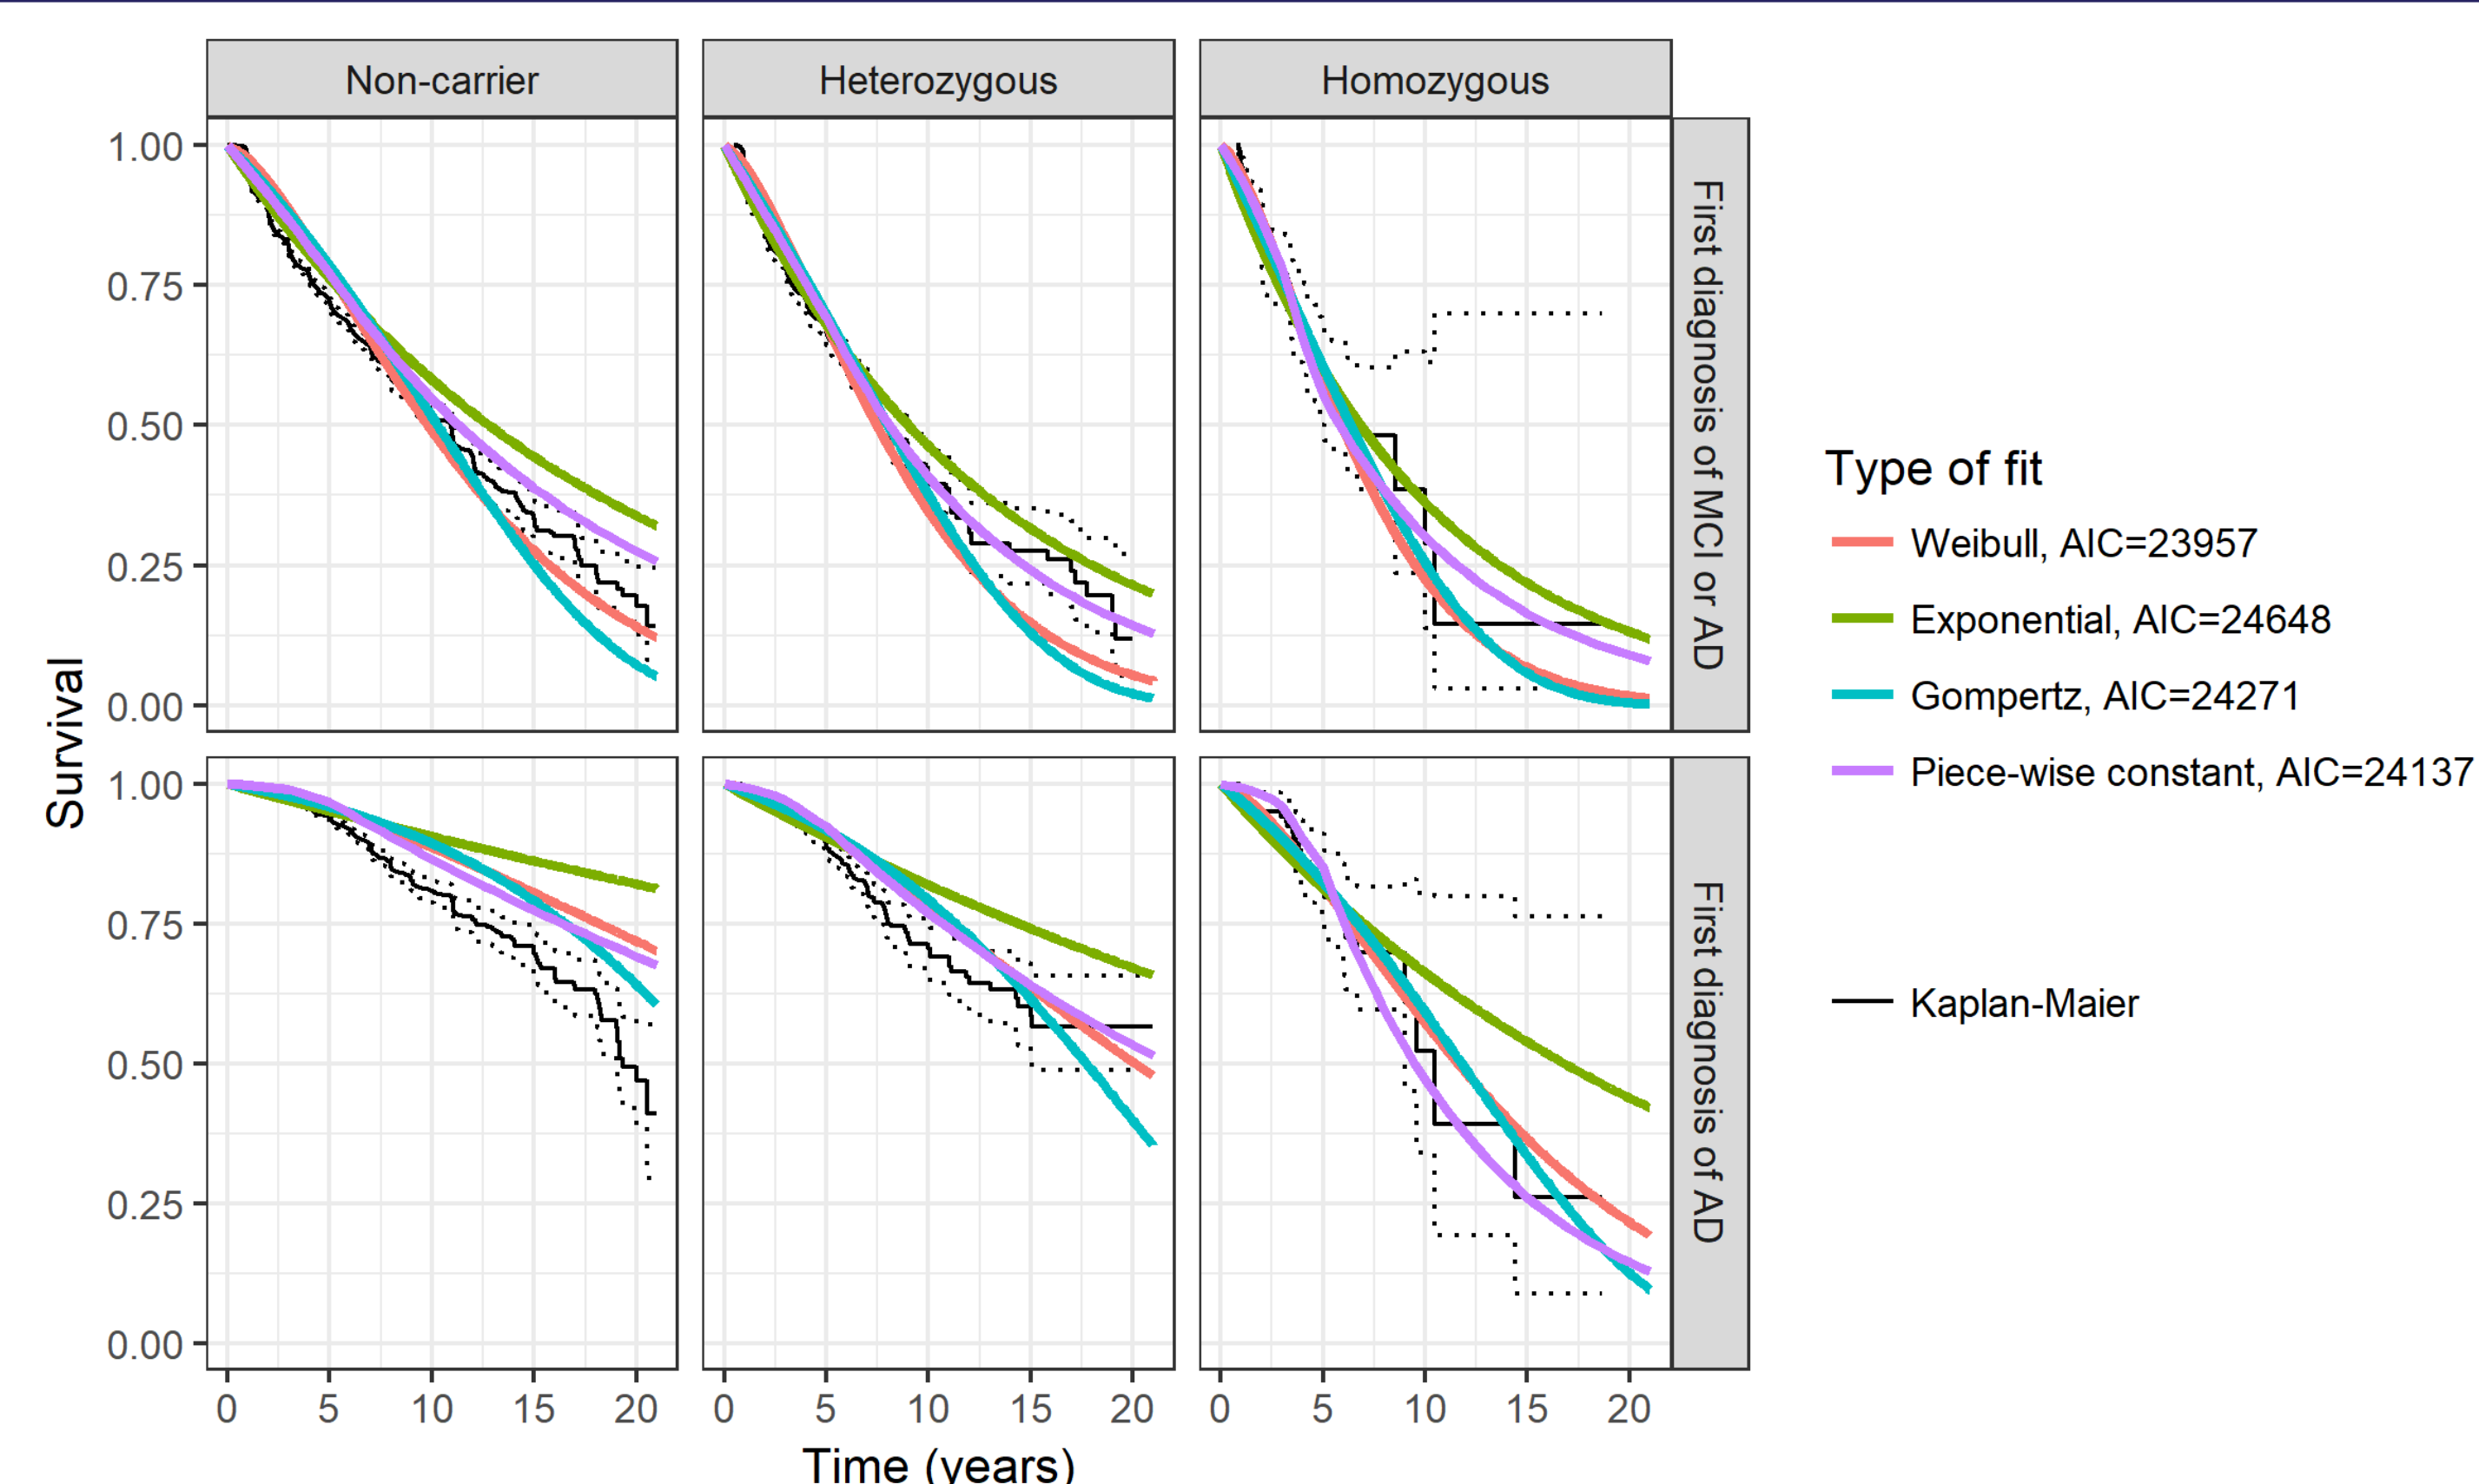 Non-carrier
Heterozygous
Homozygous
1.00
0.75
0.50
0.25
0.00
First diagnosis of MCI or AD
1.00
0.75
0.50
0.25
0.00
First diagnosis of AD
Survival
0 5 10 15 20
0 5 10 15 20
0 5 10 15 20
Time (years)
Type of fit
Weibull, AIC=23957
Exponential, AIC=24648
Gompertz, AIC=24271
Piece-wise constant, AIC=24137
Kaplan-Maier